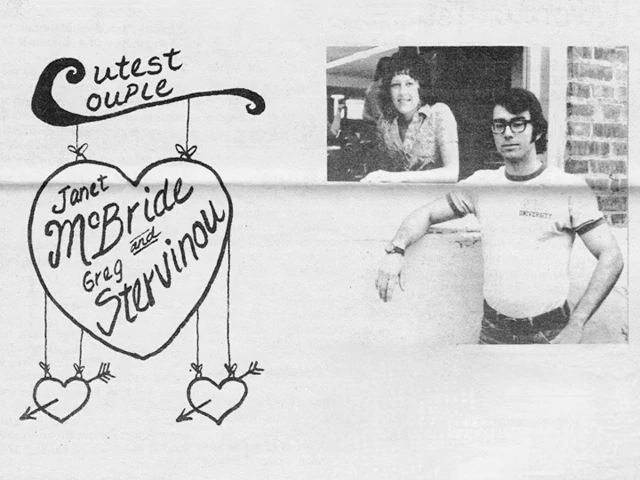 Cutest
Couple
Janet
McBride
Greg and
Stervinou
UNIVERSITY